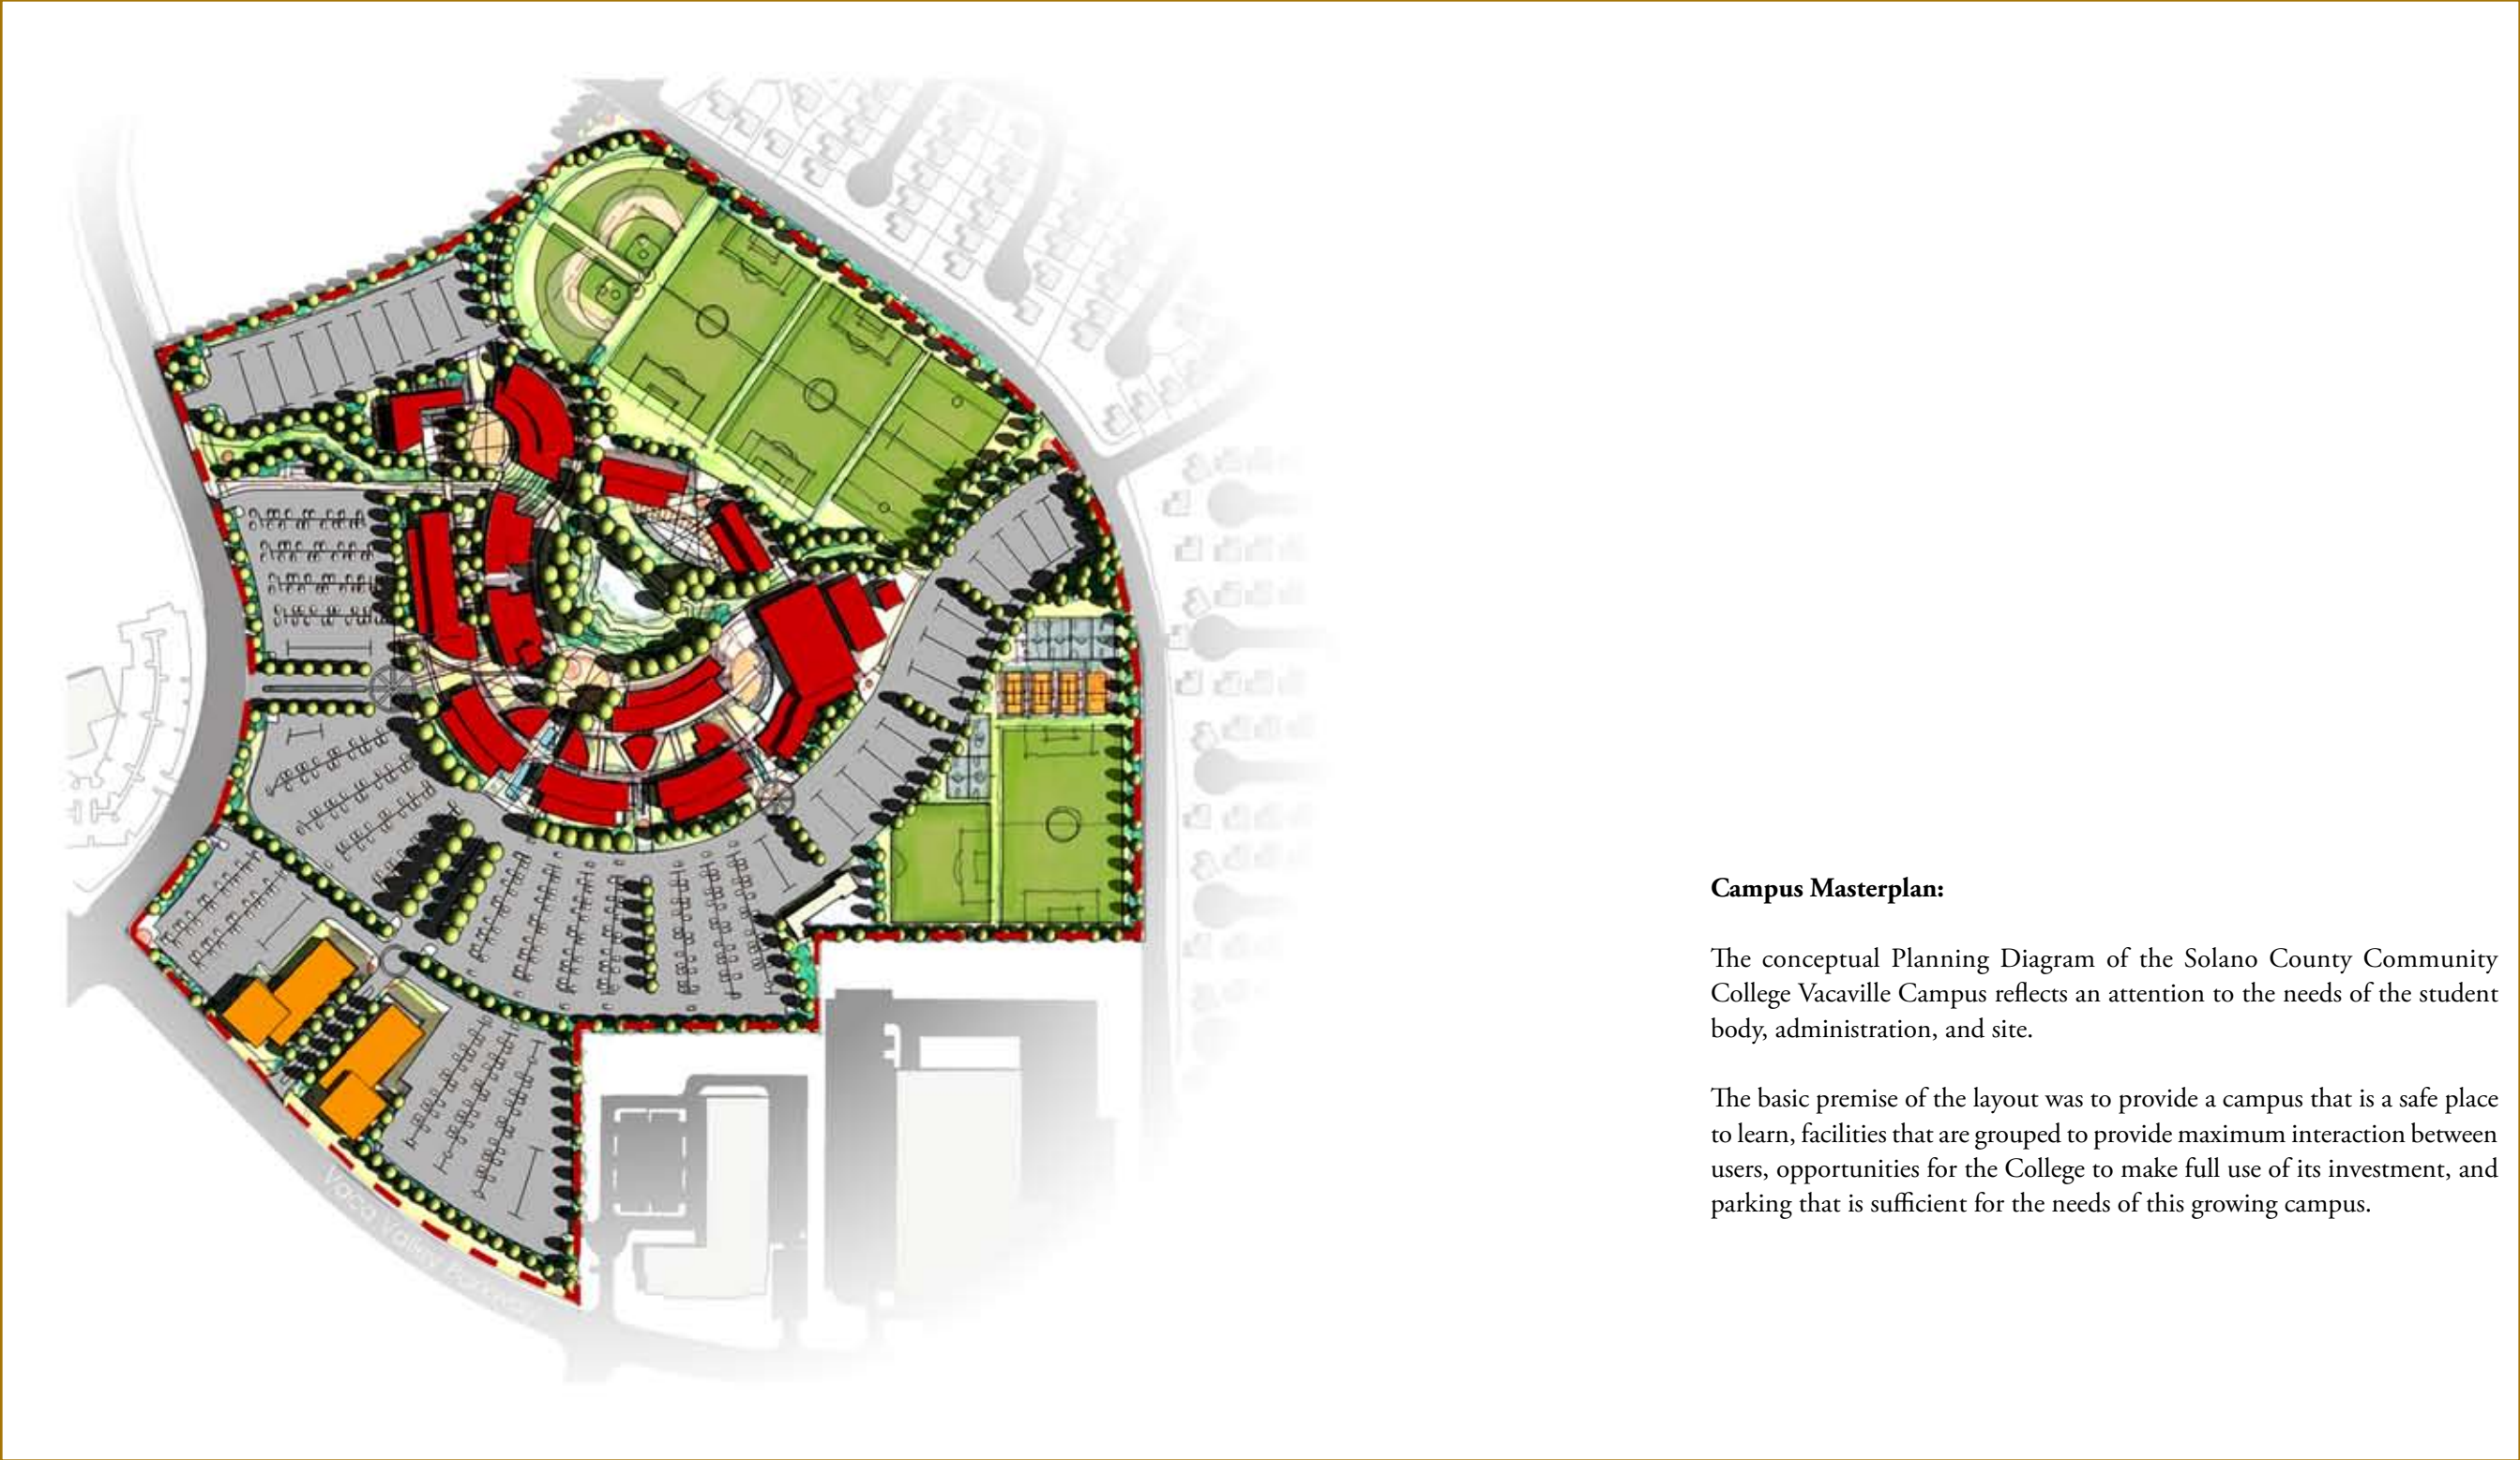 Campus Masterplan:
The conceptual Planning Diagram of the Solano County Community
College Vacaville Campus reflects an attention to the needs of the student
body, administration, and site.
The basic premise of the layout was to provide a campus that is a safe place
to learn, facilities that are grouped to provide maximum interaction between
users, opportunities for the College to make full use of its investment, and
parking that is sufficient for the needs of this growing campus.
Vaca Valley Parkway